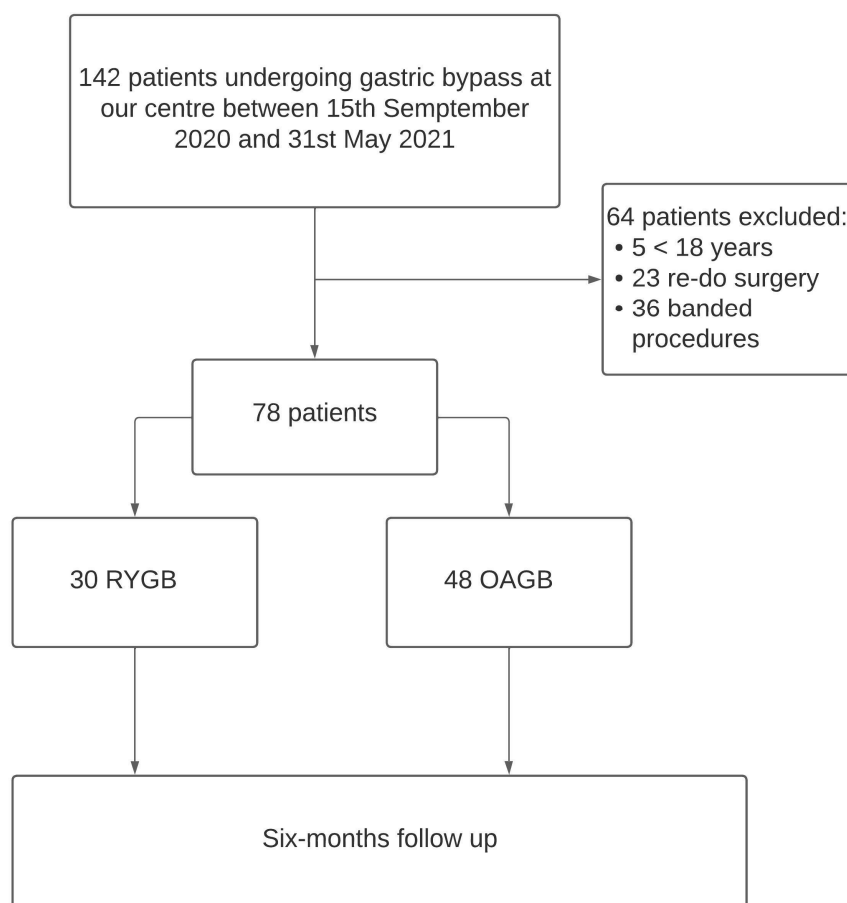 142 patients undergoing gastric bypass at
our centre between 15th Semptember
2020 and 31st May 2021
64 patients excluded:
• 5 < 18 years
• 23 re-do surgery
• 36 banded
procedures
78 patients
30 RYGB
48 OAGB
Six-months follow up